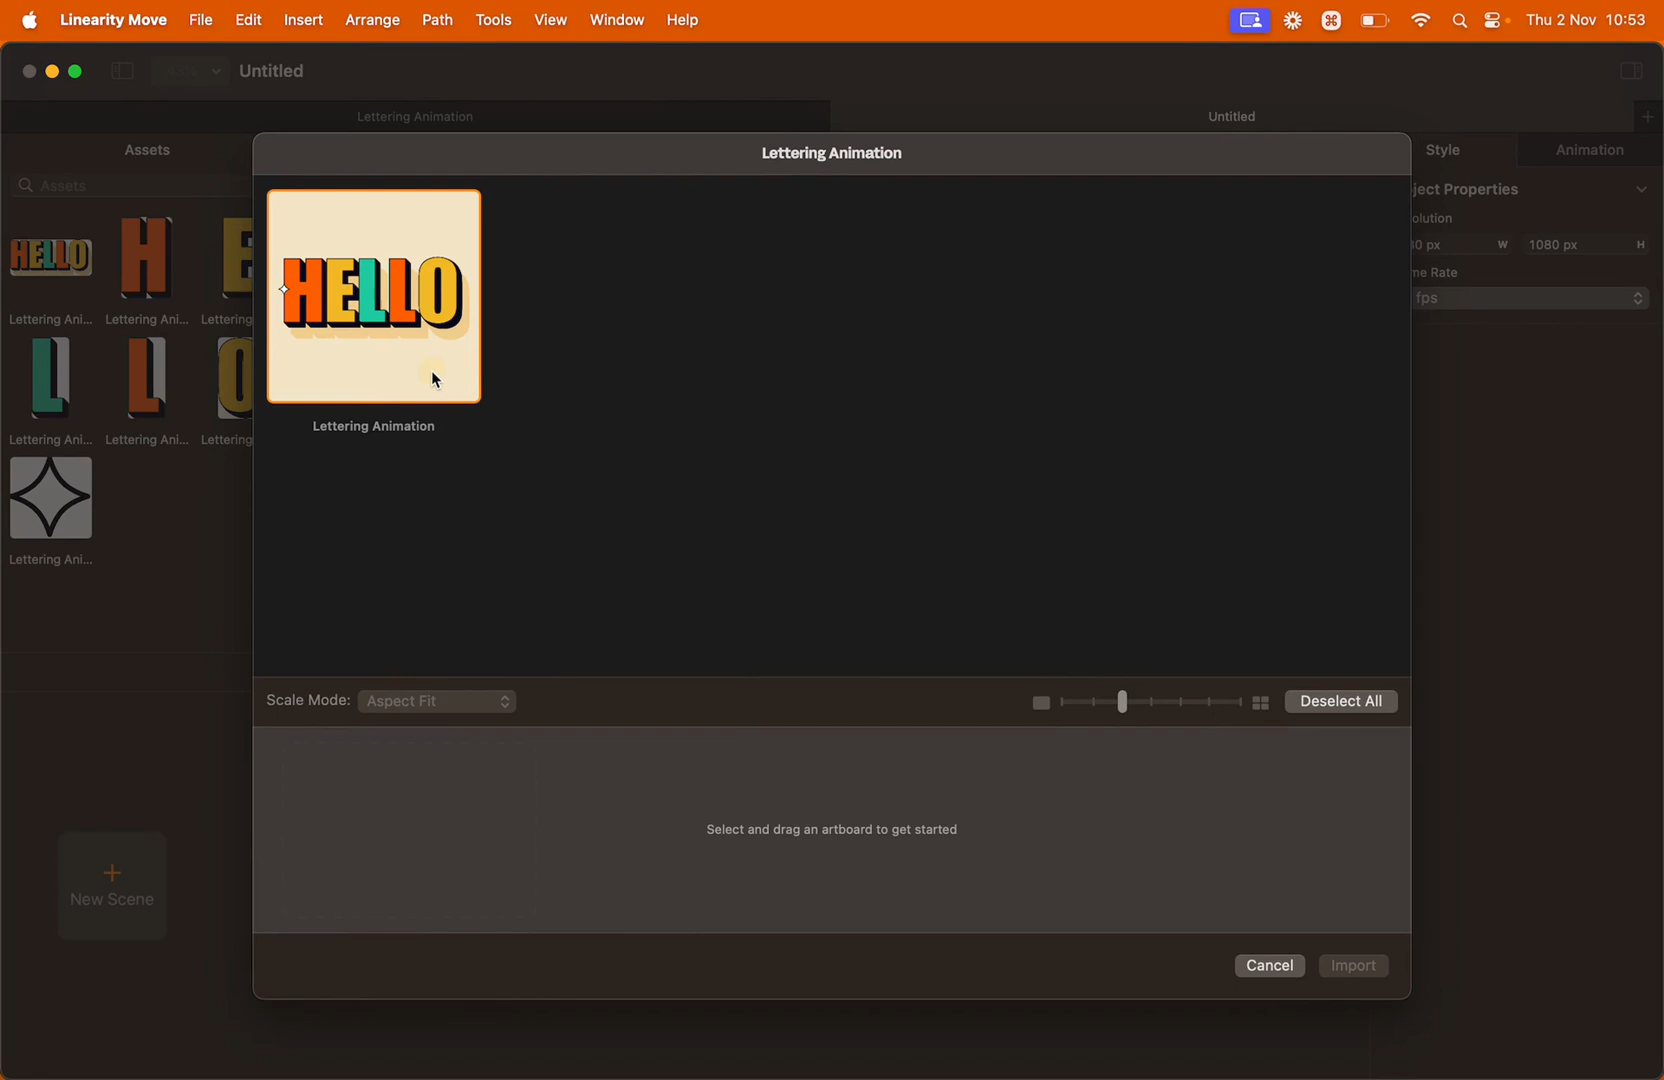 Linearity Move File Edit Insert Arrange Path Tools View Window Help Thu 2 Nov 10:53
Untitled
Lettering Animation Untitled
Assets Lettering Animation Style Animation
Assets
ject Properties
HELLO
olution
HELLO H E
0 px W 1080 px H
me Rate
fps
Lettering Ani... Lettering Ani... Lettering
L L O
Lettering Animation
Lettering Ani... Lettering Ani... Lettering
Lettering Ani...
Scale Mode: Aspect Fit Deselect All
Select and drag an artboard to get started
+
New Scene
Cancel Import